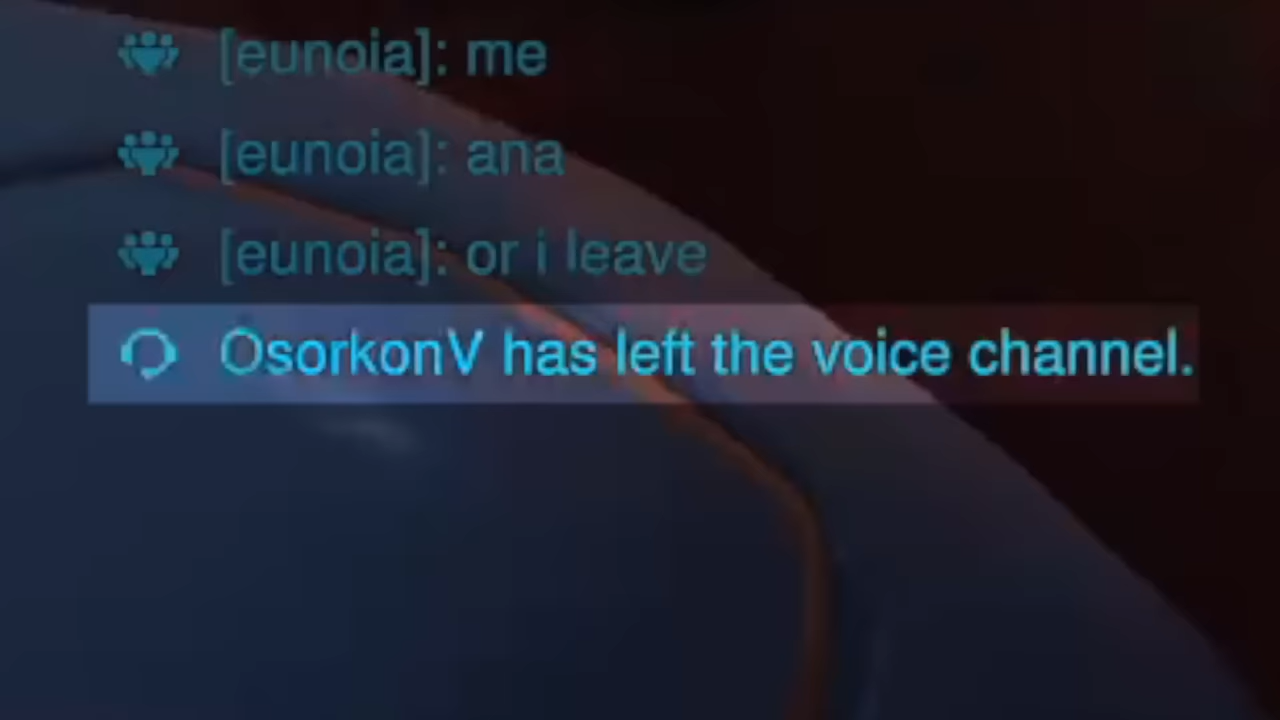 [eunoia]: me
[eunoia]: ana
[eunoia]: or i leave
OsorkonV has left the voice channel.